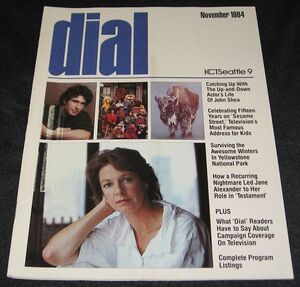 November 1984
dial
KCTSeattle 9
Catching Up With
The Up-and-Down
Actor's Life
Of John Shea
Celebrating Fifteen
Years on 'Sesame
Street,' Television's
Most Famous
Address for Kids
Surviving the
Awesome Winters
In Yellowstone
National Park
How a Recurring
Nightmare Led Jane
Alexander to Her
Role in 'Testament'
PLUS
What 'Dial' Readers
Have to Say About
Campaign Coverage
On Television
Complete Program
Listings